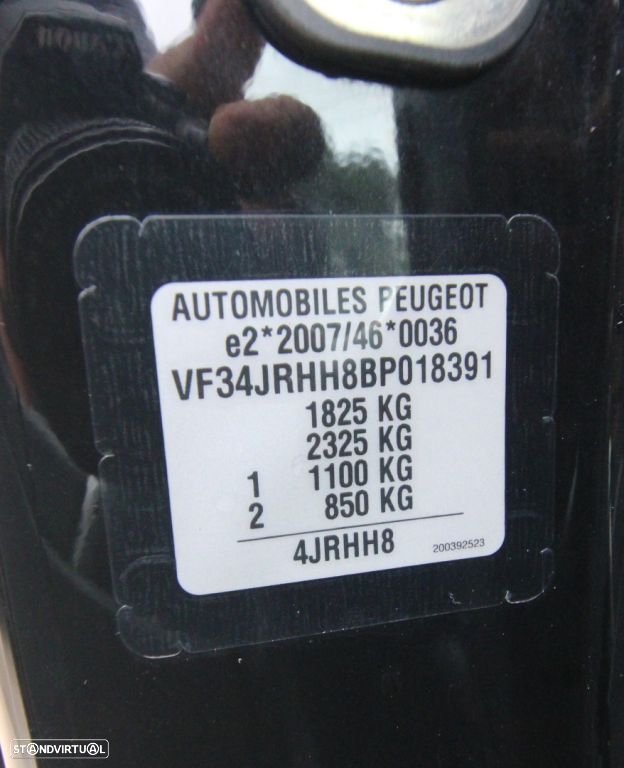 Canon
AUTOMOBILES PEUGEOT
e2*2007/46*0036
VF34JRHH8BP018391
1825 KG
2325 KG
1 1100 KG
2 850 KG
4JRHH8 200392523
STANDVIRTUAL